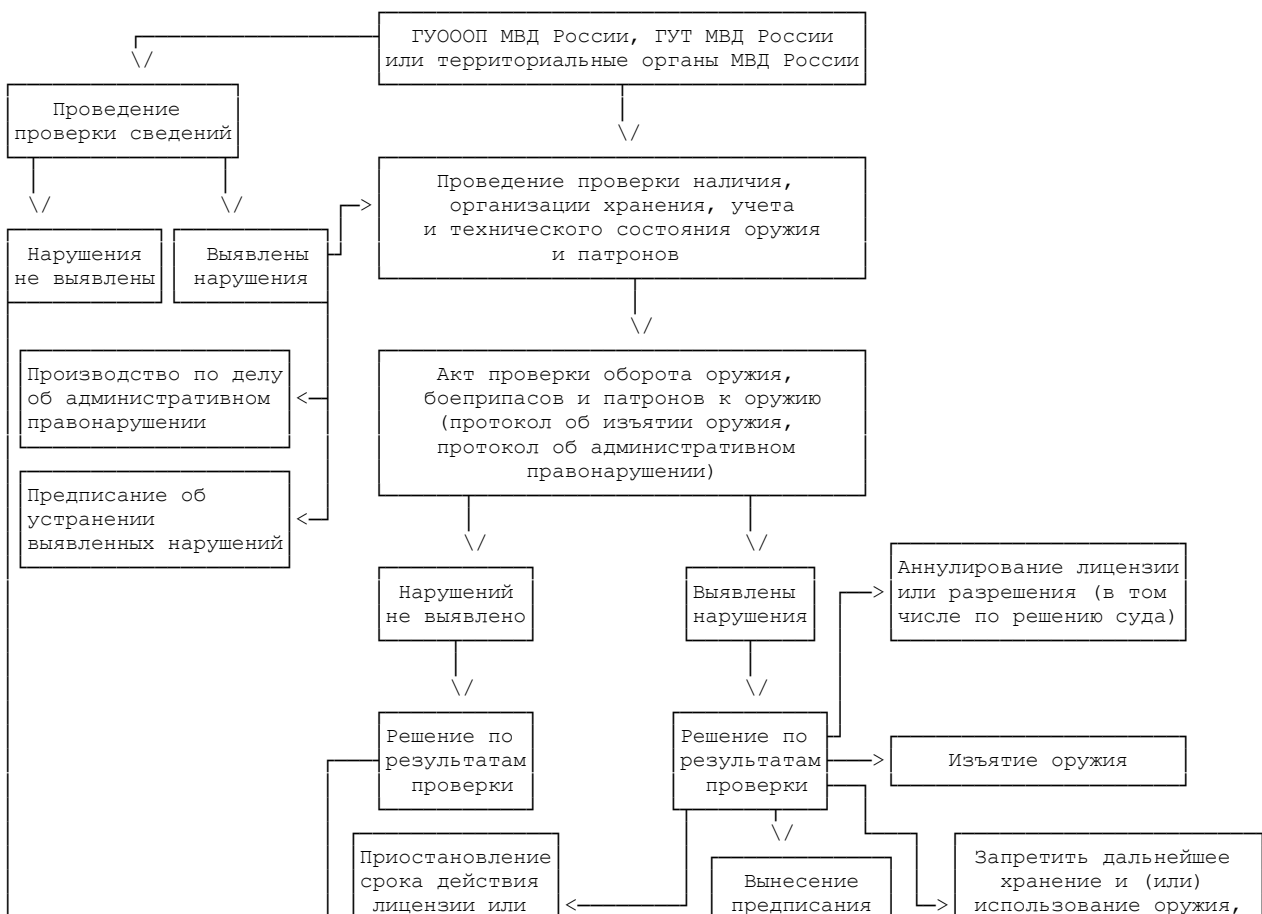 ГУОООП МВД России, ГУТ МВД России
или территориальные органы МВД России
Проведение
проверки сведений
Проведение проверки наличия,
организации хранения, учета
и технического состояния оружия
и патронов
Нарушения
не выявлены
Выявлены
нарушения
Производство по делу
об административном
правонарушении
Акт проверки оборота оружия,
боеприпасов и патронов к оружию
(протокол об изъятии оружия,
протокол об административном
правонарушении)
Предписание об
устранении
выявленных нарушений
Нарушений
не выявлено
Выявлены
нарушения
Аннулирование лицензии
или разрешения (в том
числе по решению суда)
Решение по
результатам
проверки
Решение по
результатам
проверки
Изъятие оружия
Приостановление
срока действия
лицензии или
Вынесение
предписания
Запретить дальнейшее
хранение и (или)
использование оружия,